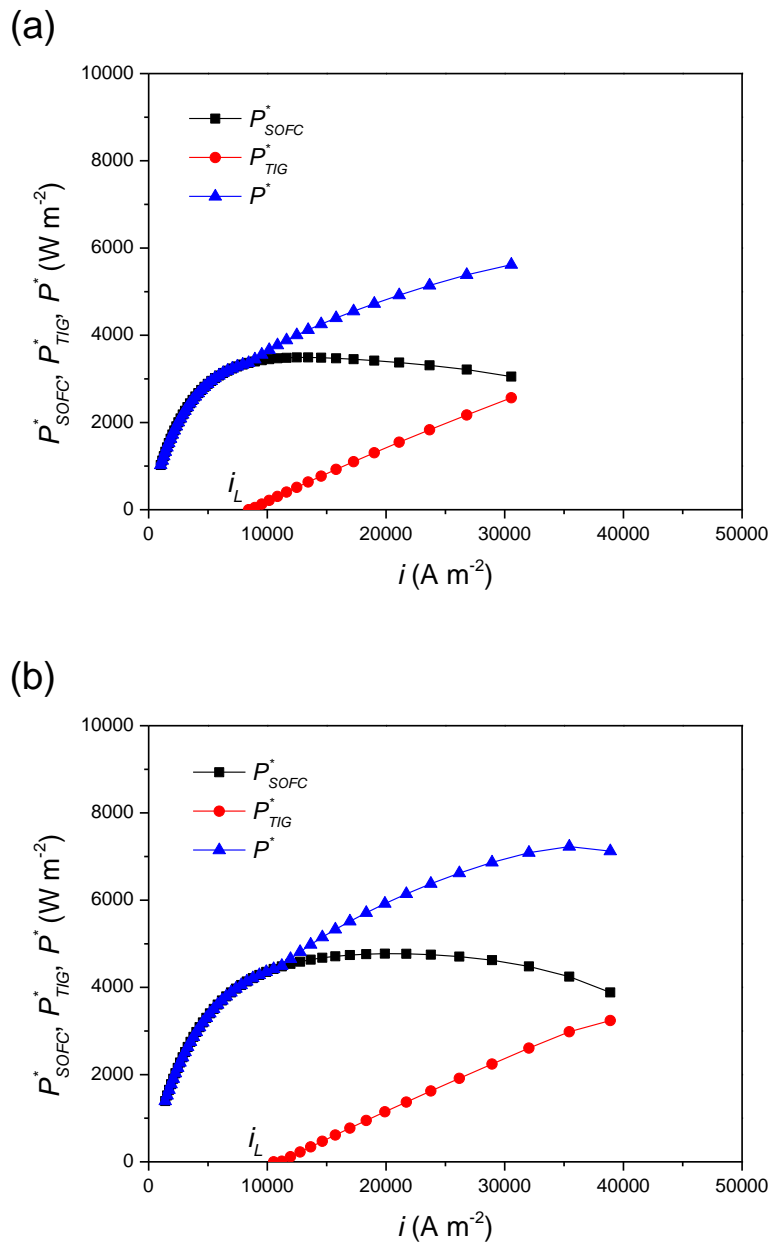 (a)
10000
8000
6000
4000
2000
0
P*SOFC, P*TIG, P* (W m-2)
P*SOFC
P*TIG
P*
iL
0 10000 20000 30000 40000 50000
i (A m-2)
(b)
10000
8000
6000
4000
2000
0
P*SOFC, P*TIG, P* (W m-2)
P*SOFC
P*TIG
P*
iL
0 10000 20000 30000 40000 50000
i (A m-2)